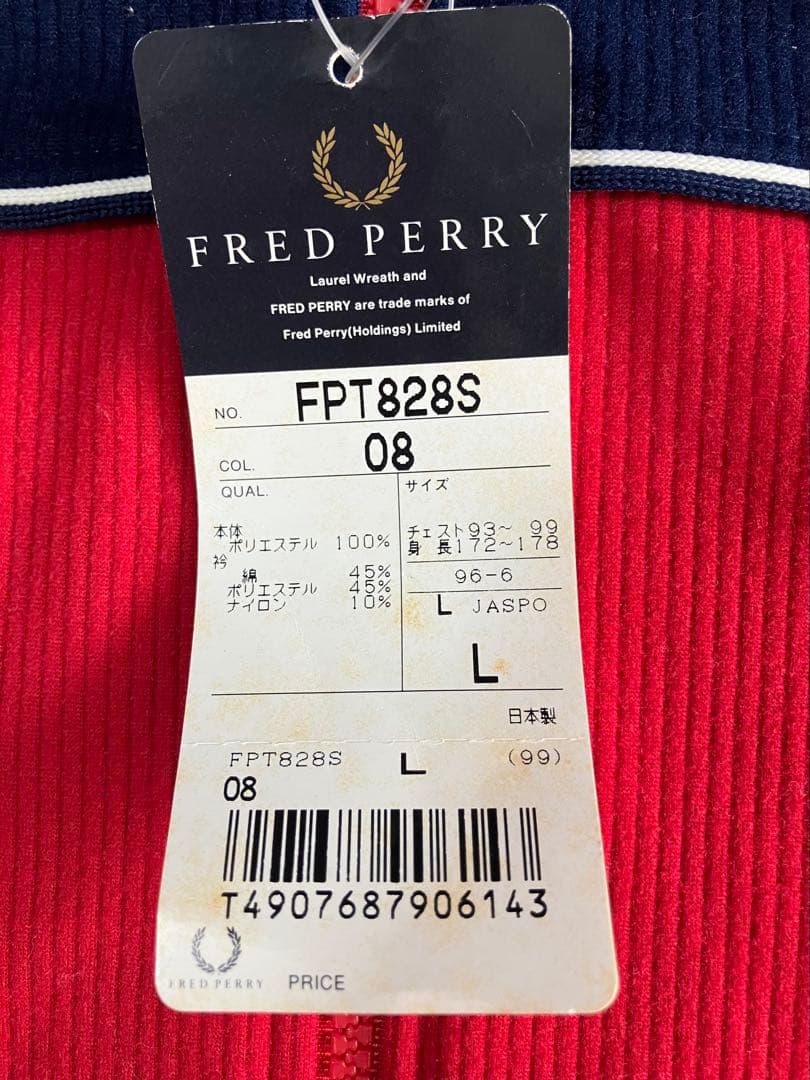 FRED PERRY
Laurel Wreath and
FRED PERRY are trade marks of
Fred Perry(Holdings) Limited
NO. FPT828S
COL. 08
QUAL.
本体
ポリエステル 100%
衿
綿 45%
ポリエステル 45%
ナイロン 10%
サイズ
チェスト93～ 99
身 長172～178
96-6
L JASPO
L
日本製
FPT828S L (99)
08
T4907687906143
FRED PERRY PRICE